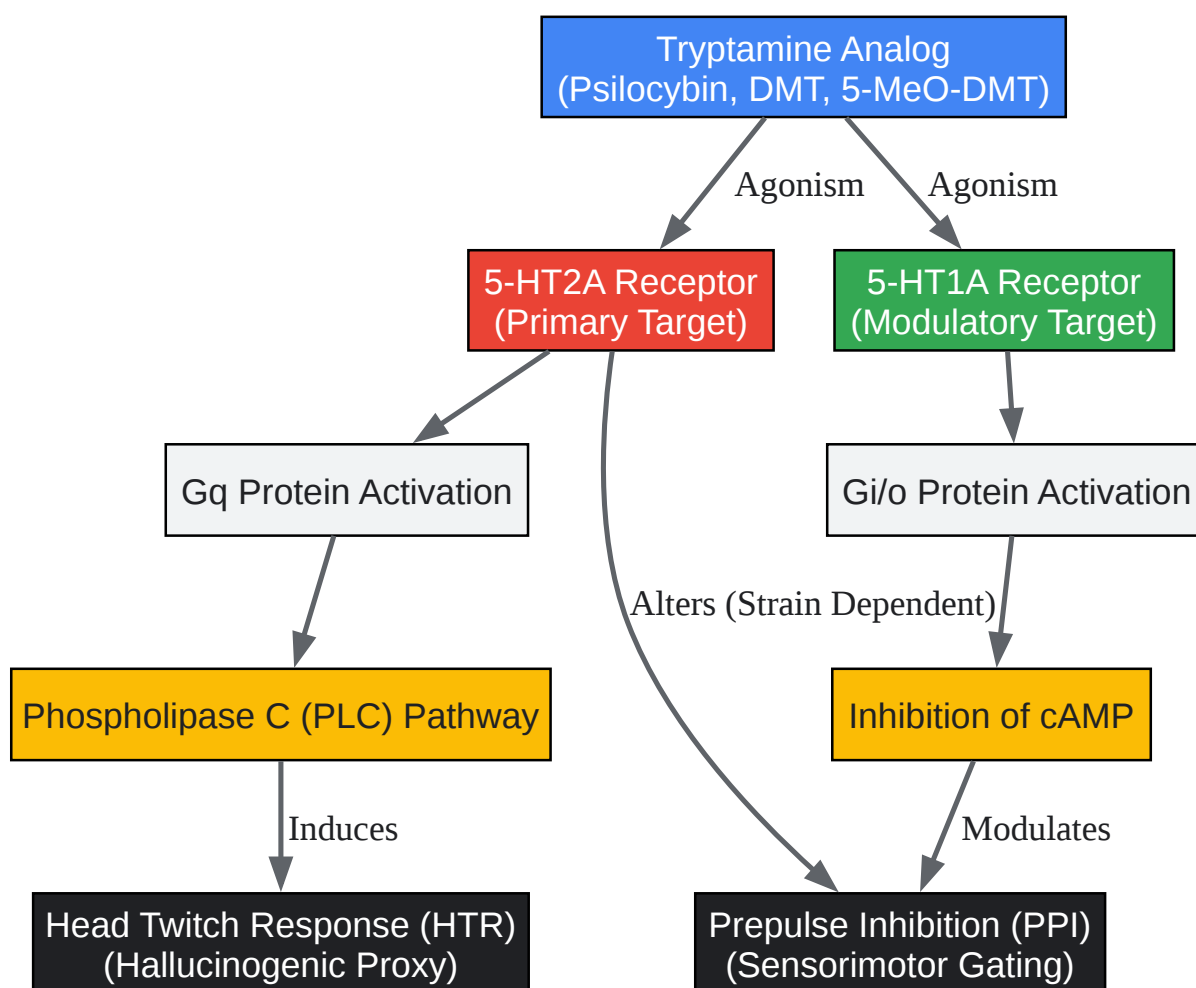 Tryptamine Analog
(Psilocybin, DMT, 5-MeO-DMT)
Agonism
Agonism
5-HT2A Receptor
(Primary Target)
5-HT1A Receptor
(Modulatory Target)
Gq Protein Activation
Gi/o Protein Activation
Alters (Strain Dependent)
Phospholipase C (PLC) Pathway
Inhibition of cAMP
Induces
Modulates
Head Twitch Response (HTR)
(Hallucinogenic Proxy)
Prepulse Inhibition (PPI)
(Sensorimotor Gating)